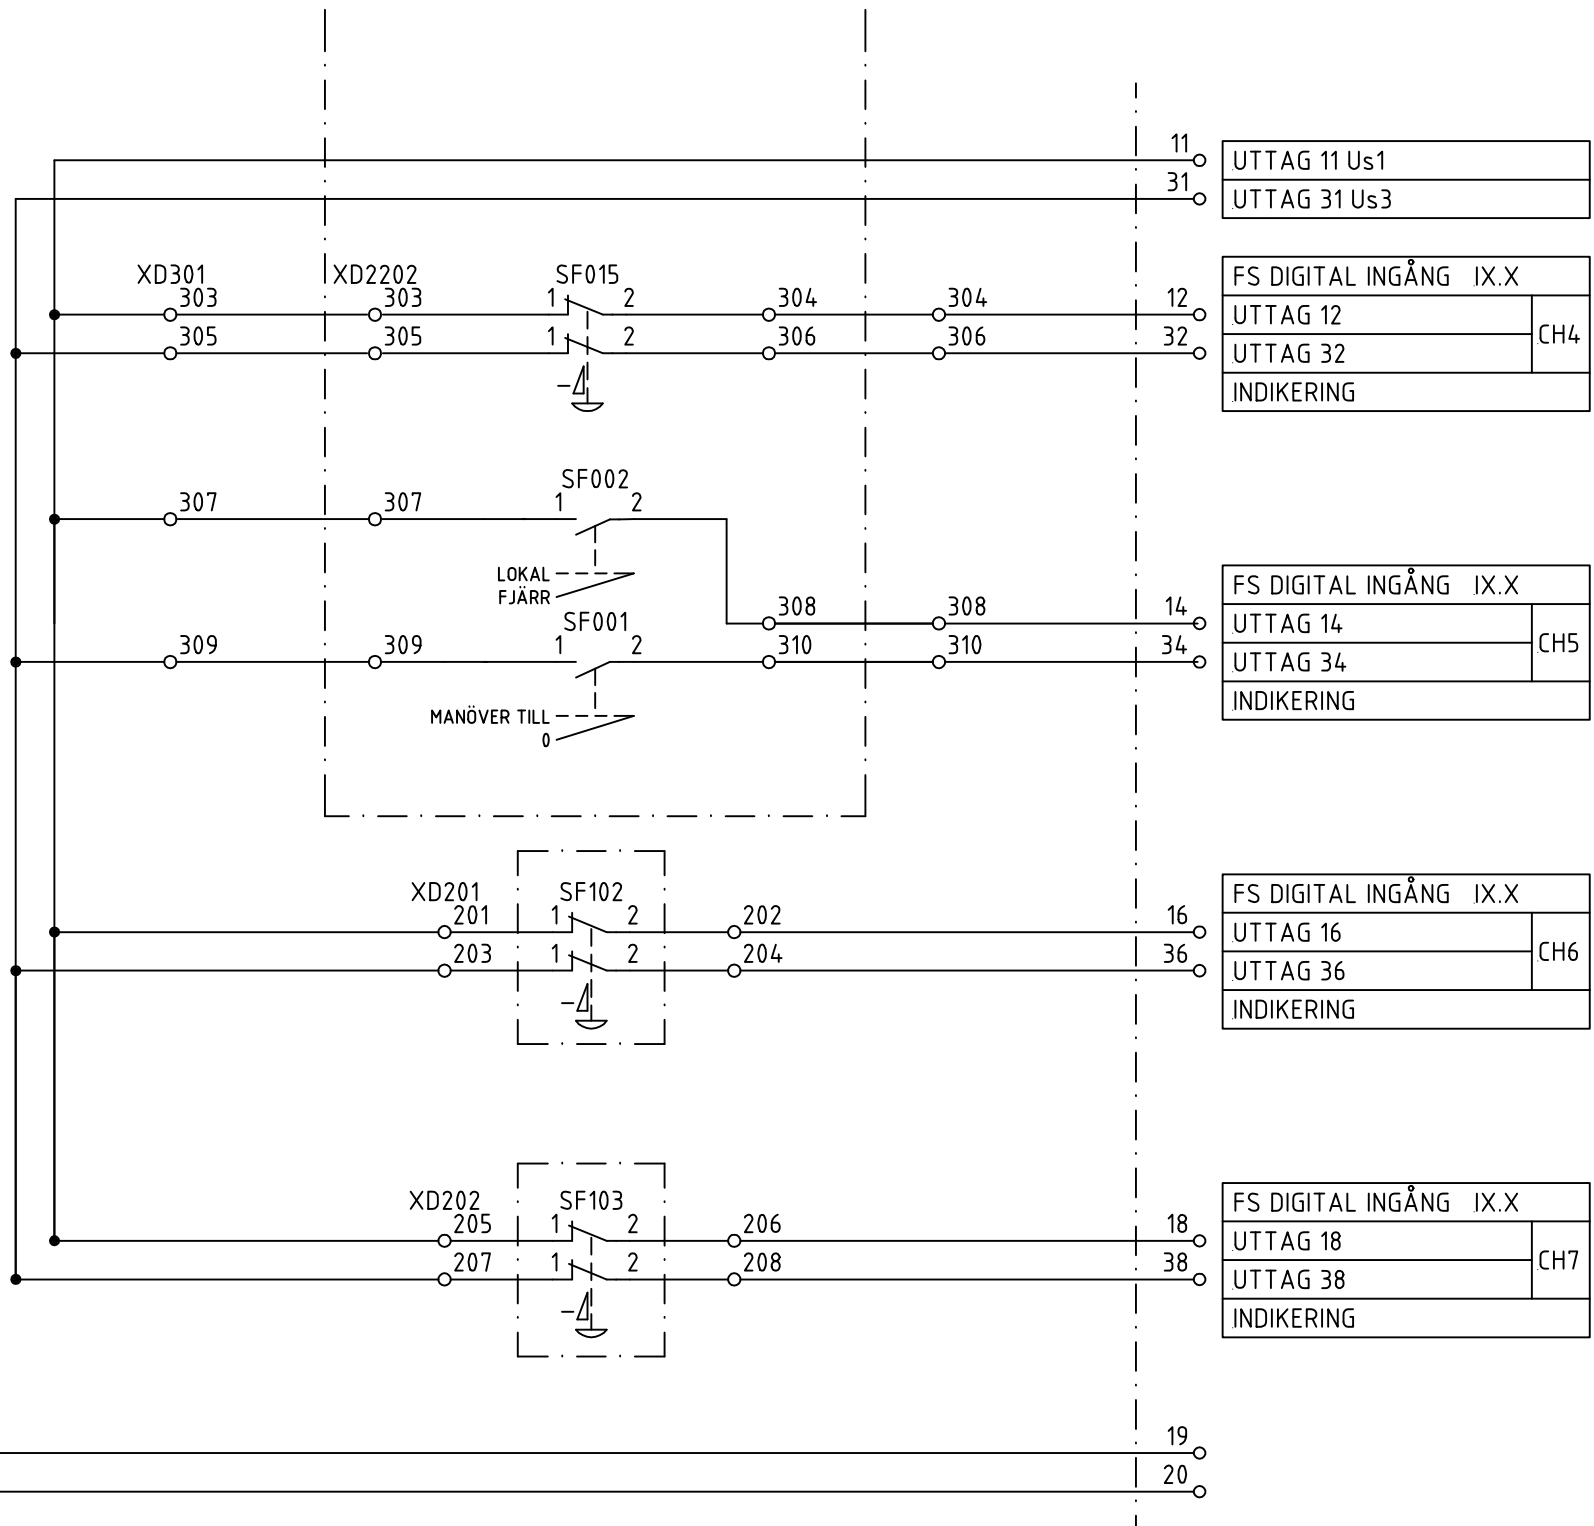 11
UTTAG 11 Us1
31
UTTAG 31 Us3
XD301 XD2202 SF015
FS DIGITAL INGÅNG IX.X
303 303 1 2 304 304 12
UTTAG 12
305 305 1 2 306 306 32
CH4
UTTAG 32
INDIKERING
SF002
307 307 1 2
LOKAL
FJÄRR
FS DIGITAL INGÅNG IX.X
308 308 14
SF001
UTTAG 14
309 309 1 2 310 310 34
CH5
UTTAG 34
INDIKERING
MANÖVER TILL
0
XD201 SF102
FS DIGITAL INGÅNG IX.X
201 1 2 202 16
UTTAG 16
203 1 2 204 36
CH6
UTTAG 36
INDIKERING
XD202 SF103
FS DIGITAL INGÅNG IX.X
205 1 2 206 18
UTTAG 18
207 1 2 208 38
CH7
UTTAG 38
INDIKERING
19
20